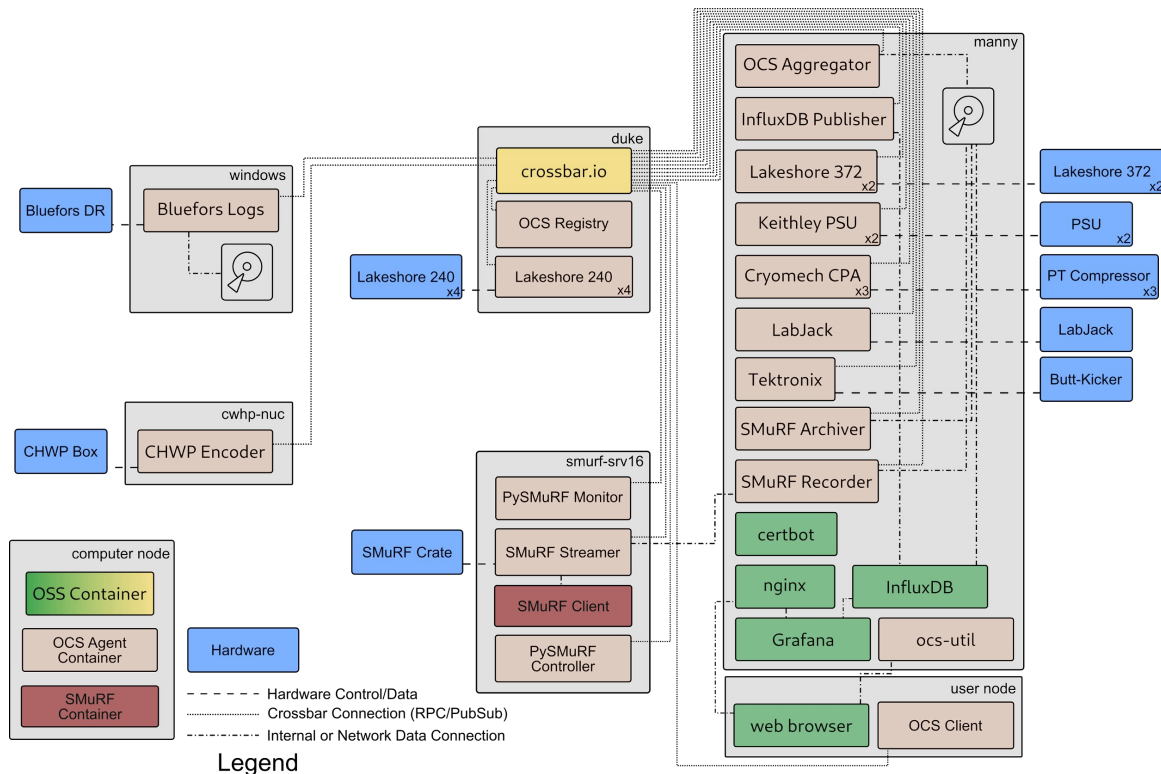 manny
OCS Aggregator
InfluxDB Publisher
Lakeshore 372
x2
Keithley PSU
x2
Cryomech CPA
x3
LabJack
Tektronix
SMuRF Archiver
SMuRF Recorder
certbot
nginx
InfluxDB
Grafana
ocs-util
Lakeshore 372
x2
PSU
x2
PT Compressor
x3
LabJack
Butt-Kicker
duke
crossbar.io
OCS Registry
Lakeshore 240
x4
Lakeshore 240
x4
windows
Bluefors Logs
Bluefors DR
cwhp-nuc
CHWP Encoder
CHWP Box
smurf-srv16
PySMuRF Monitor
SMuRF Streamer
SMuRF Client
PySMuRF
Controller
SMuRF Crate
user node
web browser
OCS Client
computer node
OSS Container
OCS Agent
Container
SMuRF
Container
Hardware
Hardware Control/Data
Crossbar Connection (RPC/PubSub)
Internal or Network Data Connection
Legend